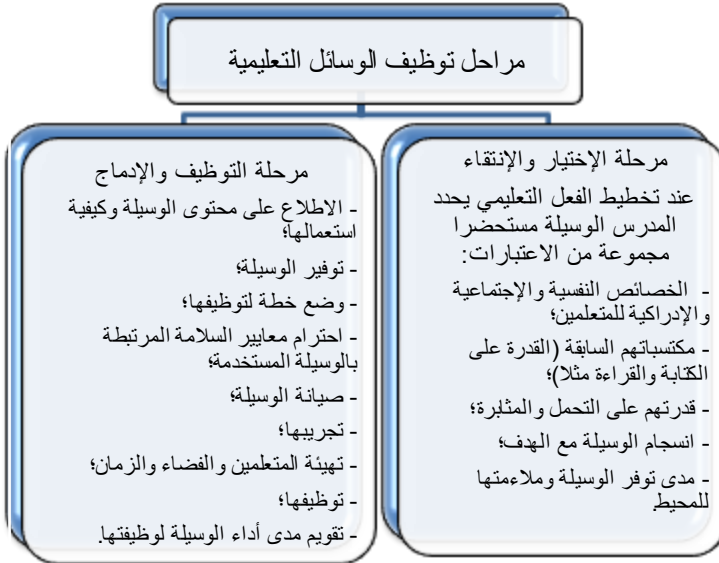 مراحل توظيف الوسائل التعليمية
مرحلة الإختيار والإنتقاء
عند تخطيط الفعل التعليمي يحدد
المدرس الوسيلة مستحضرا
مجموعة من الاعتبارات:
- الخصائص النفسية والإجتماعية
والإدراكية للمتعلمين؛
- مكتسباتهم السابقة (القدرة على
الكتابة والقراءة مثلا)؛
- قدرتهم على التحمل والمثابرة؛
- انسجام الوسيلة مع الهدف؛
- مدى توفر الوسيلة وملاءمتها
للمحيط.
مرحلة التوظيف والإدماج
- الاطلاع على محتوى الوسيلة وكيفية
استعمالها؛
- توفير الوسيلة؛
- وضع خطة لتوظيفها؛
- احترام معايير السلامة المرتبطة
بالوسيلة المستخدمة؛
- صيانة الوسيلة؛
- تجريبها؛
- تهيئة المتعلمين والفضاء والزمان؛
- توظيفها؛
- تقويم مدى أداء الوسيلة لوظيفتها.